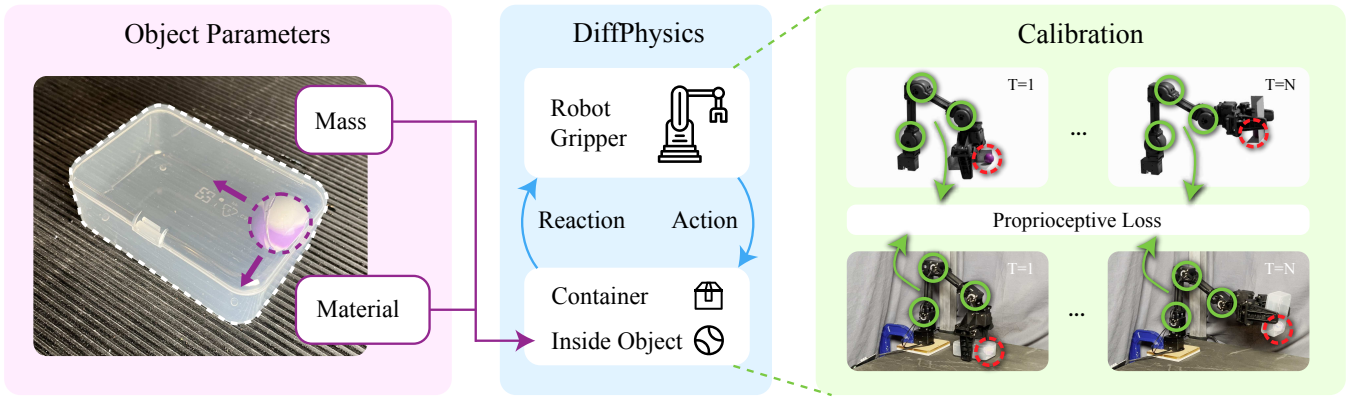 Object Parameters
Mass
Material
DiffPhysics
Robot
Gripper
Reaction
Action
Container
Inside Object
Calibration
T=1
...
T=N
Proprioceptive Loss
T=1
...
T=N